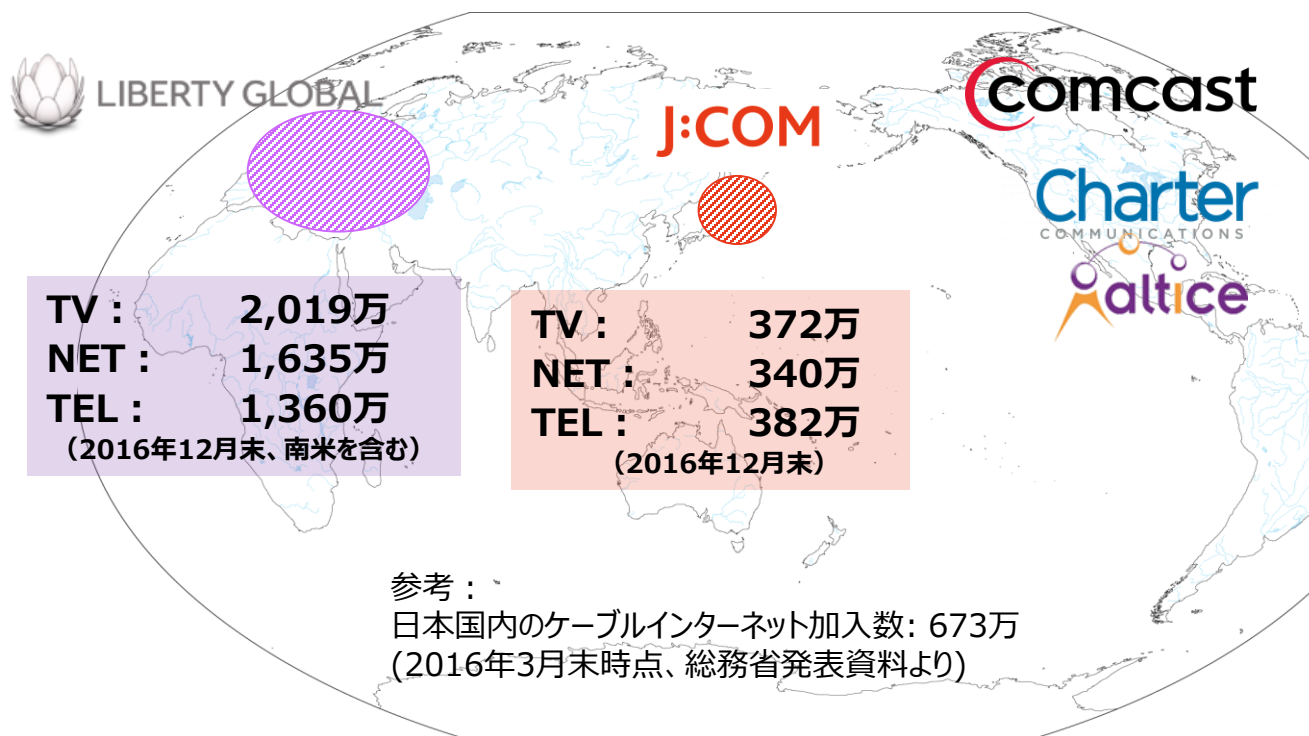 LIBERTY GLOBAL
J:COM
comcast
Charter
COMMUNICATIONS
altice
TV： 2,019万
NET： 1,635万
TEL： 1,360万
（2016年12月末、南米を含む）
TV： 372万
NET： 340万
TEL： 382万
（2016年12月末）
参考：
日本国内のケーブルインターネット加入数: 673万
(2016年3月末時点、総務省発表資料より)